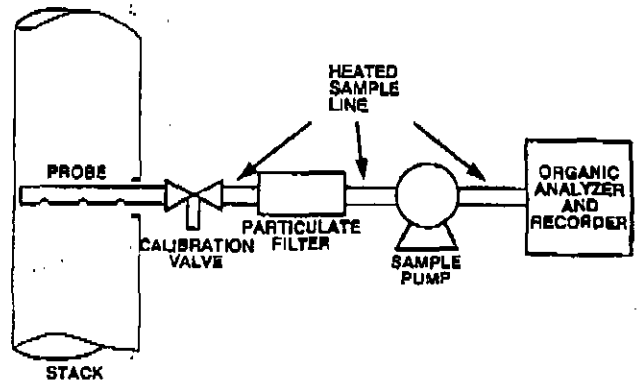 HEATED
SAMPLE
LINE
PROBE
ORGANIC
ANALYZER
AND
RECORDER
CALIBRATION
VALVE
PARTICULATE
FILTER
SAMPLE
PUMP
STACK